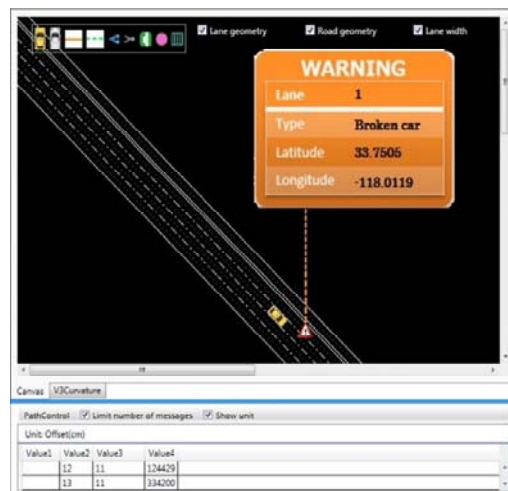 Lane geometry Road geometry Lane width
WARNING
Lane 1
Type Broken car
Latitude 33.7505
Longitude -118.0119
Canvas V3Curvature
PathControl Limit number of messages Show unit
Unit: Offset(cm)
Value1 Value2 Value3 Value4
12 11 124429
13 11 334200